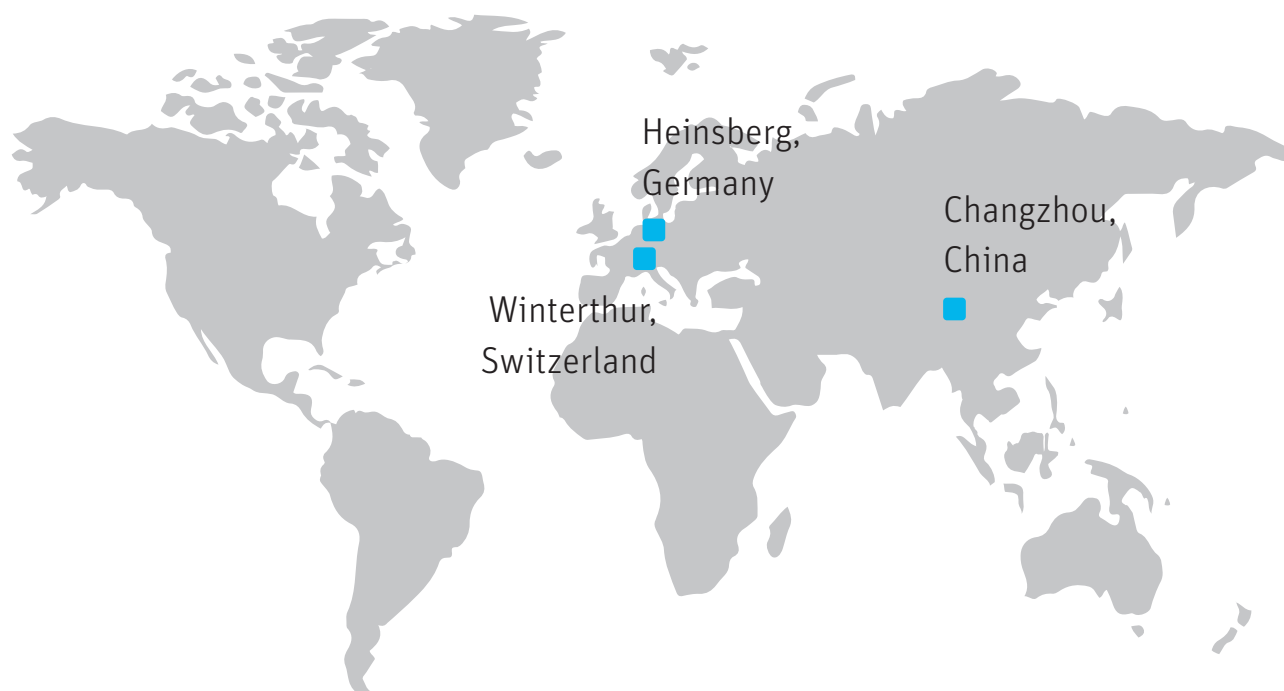 Heinsberg,
Germany
Changzhou,
China
Winterthur,
Switzerland